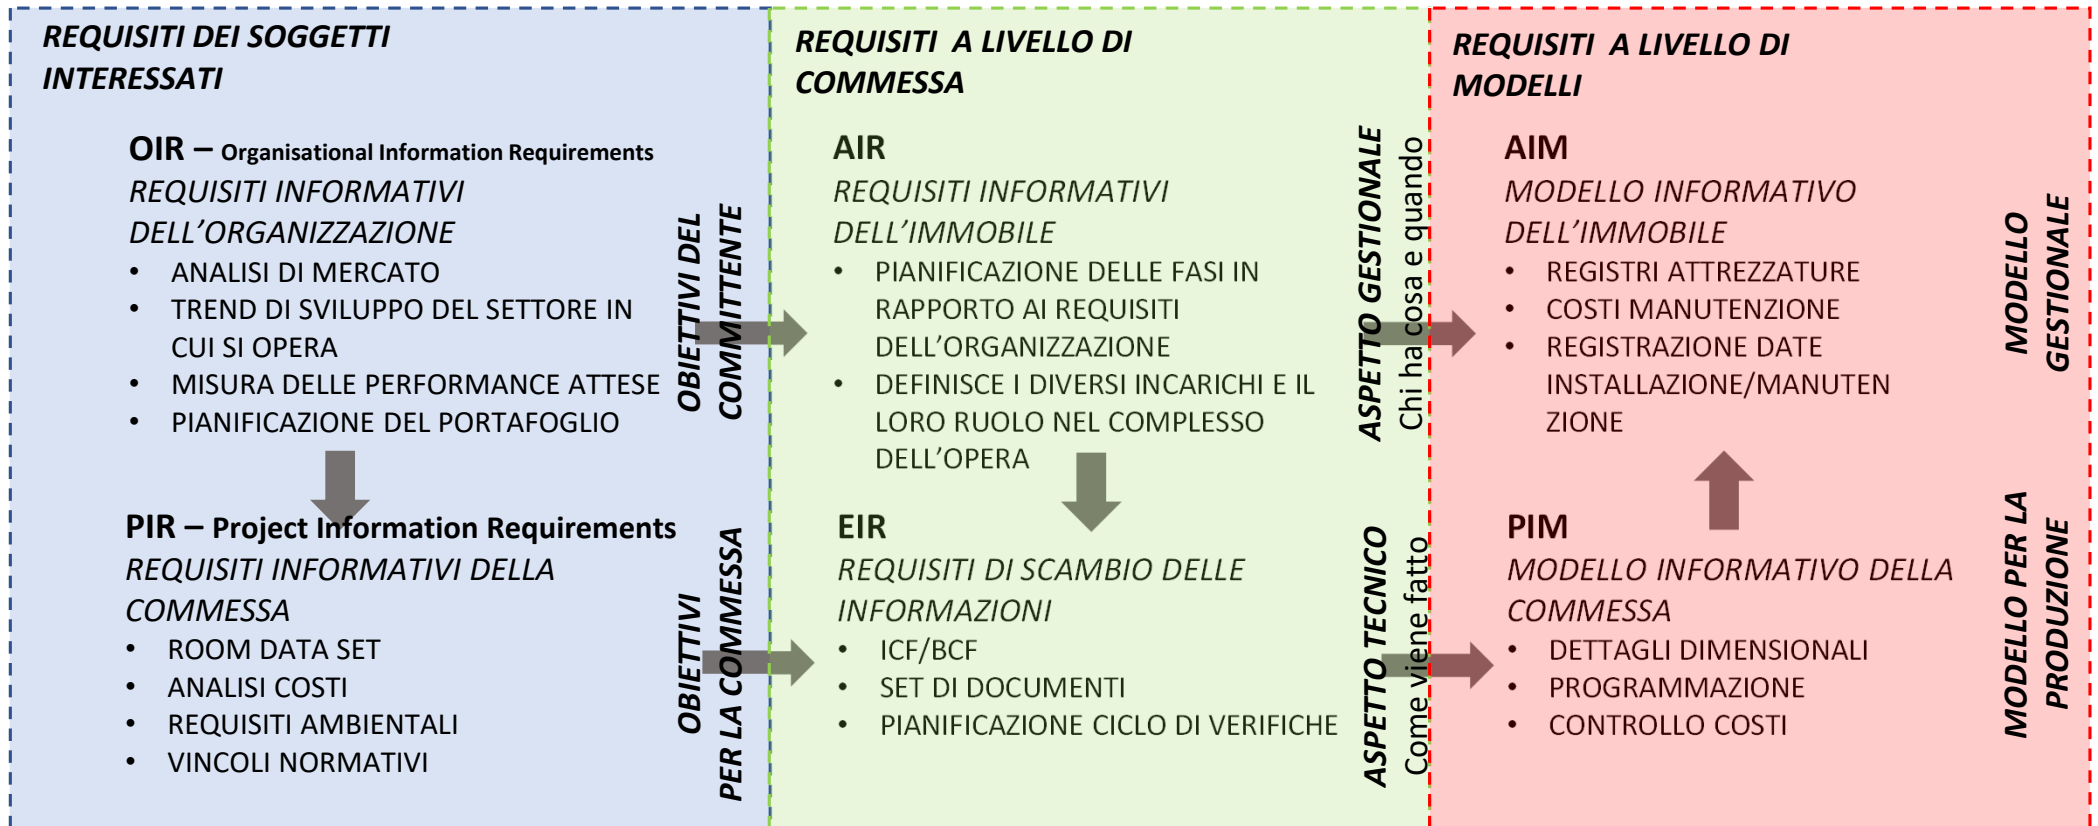 REQUISITI DEI SOGGETTI
INTERESSATI
OIR – Organisational Information Requirements
REQUISITI INFORMATIVI
DELL'ORGANIZZAZIONE
• ANALISI DI MERCATO
• TREND DI SVILUPPO DEL SETTORE IN
CUI SI OPERA
• MISURA DELLE PERFORMANCE ATTESE
• PIANIFICAZIONE DEL PORTAFOGLIO
OBIETTIVI DEL
COMMITTENTE
PIR – Project Information Requirements
REQUISITI INFORMATIVI DELLA
COMMESSA
• ROOM DATA SET
• ANALISI COSTI
• REQUISITI AMBIENTALI
• VINCOLI NORMATIVI
OBIETTIVI
PER LA COMMESSA
REQUISITI A LIVELLO DI
COMMESSA
AIR
REQUISITI INFORMATIVI
DELL'IMMOBILE
• PIANIFICAZIONE DELLE FASI IN
RAPPORTO AI REQUISITI
DELL'ORGANIZZAZIONE
• DEFINISCE I DIVERSI INCARICHI E IL
LORO RUOLO NEL COMPLESSO
DELL'OPERA
ASPETTO GESTIONALE
Chi ha cosa e quando
EIR
REQUISITI DI SCAMBIO DELLE
INFORMAZIONI
• ICF/BCF
• SET DI DOCUMENTI
• PIANIFICAZIONE CICLO DI VERIFICHE
ASPETTO TECNICO
Come viene fatto
REQUISITI A LIVELLO DI
MODELLI
AIM
MODELLO INFORMATIVO
DELL'IMMOBILE
• REGISTRI ATTREZZATURE
• COSTI MANUTENZIONE
• REGISTRAZIONE DATE
INSTALLAZIONE/MANUTEN
ZIONE
MODELLO
GESTIONALE
PIM
MODELLO INFORMATIVO DELLA
COMMESSA
• DETTAGLI DIMENSIONALI
• PROGRAMMAZIONE
• CONTROLLO COSTI
MODELLO PER LA
PRODUZIONE